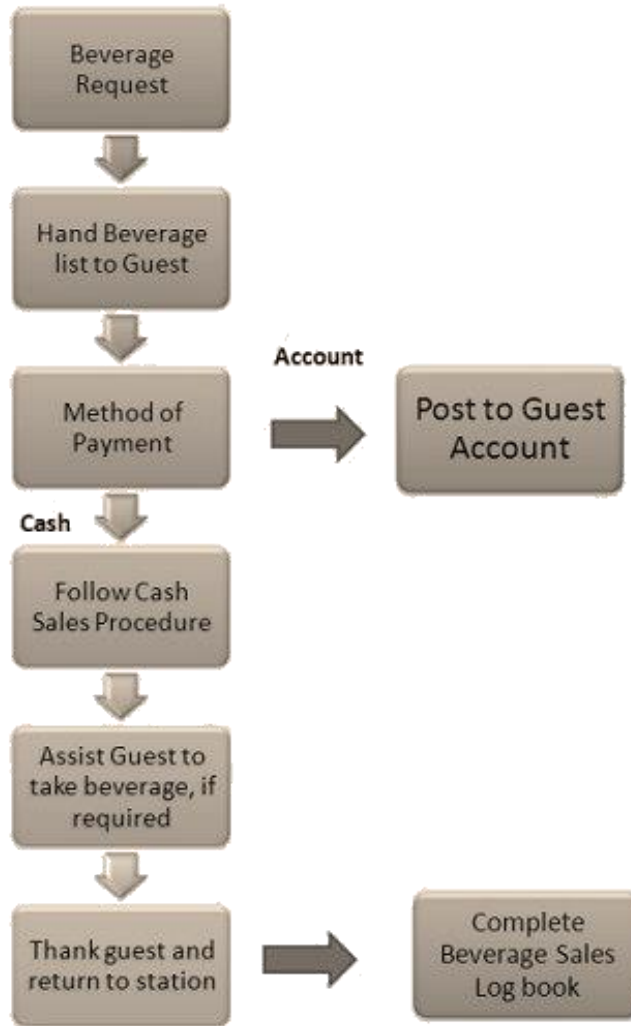 Beverage
Request
Hand Beverage
list to Guest
Account
Method of
Payment
Post to Guest
Account
Cash
Follow Cash
Sales Procedure
Assist Guest to
take beverage, if
required
Thank guest and
return to station
Complete
Beverage Sales
Log book